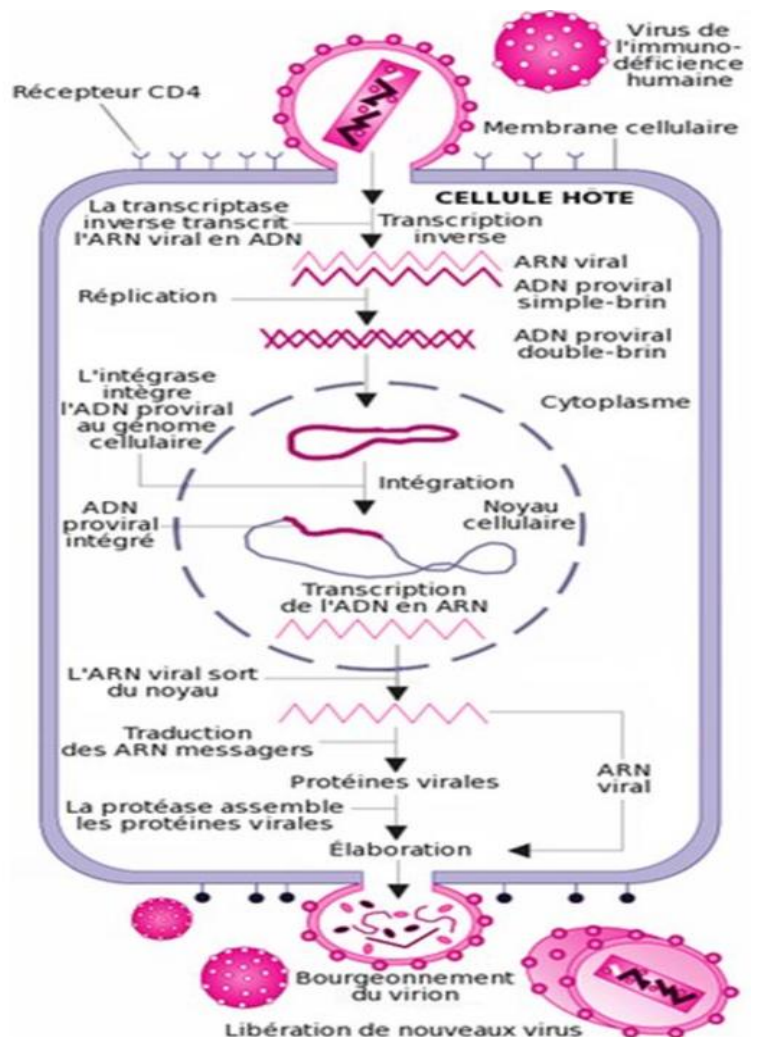 Virus de
l'immuno-
déficience
humaine
Récepteur CD4
Membrane cellulaire
CELLULE HÔTE
La transcriptase
inverse transcrit
l'ARN viral en ADN
Transcription
inverse
ARN viral
ADN proviral
simple-brin
Réplication
ADN proviral
double-brin
L'intégrase
intègre
l'ADN proviral
au génome
cellulaire
Cytoplasme
Intégration
ADN
proviral
intégré
Noyau
cellulaire
Transcription
de l'ADN en ARN
L'ARN viral sort
du noyau
Traduction
des ARN messagers
ARN
viral
Protéines virales
La protéase assemble
les protéines virales
Élaboration
Bourgeonnement
du virion
Libération de nouveaux virus